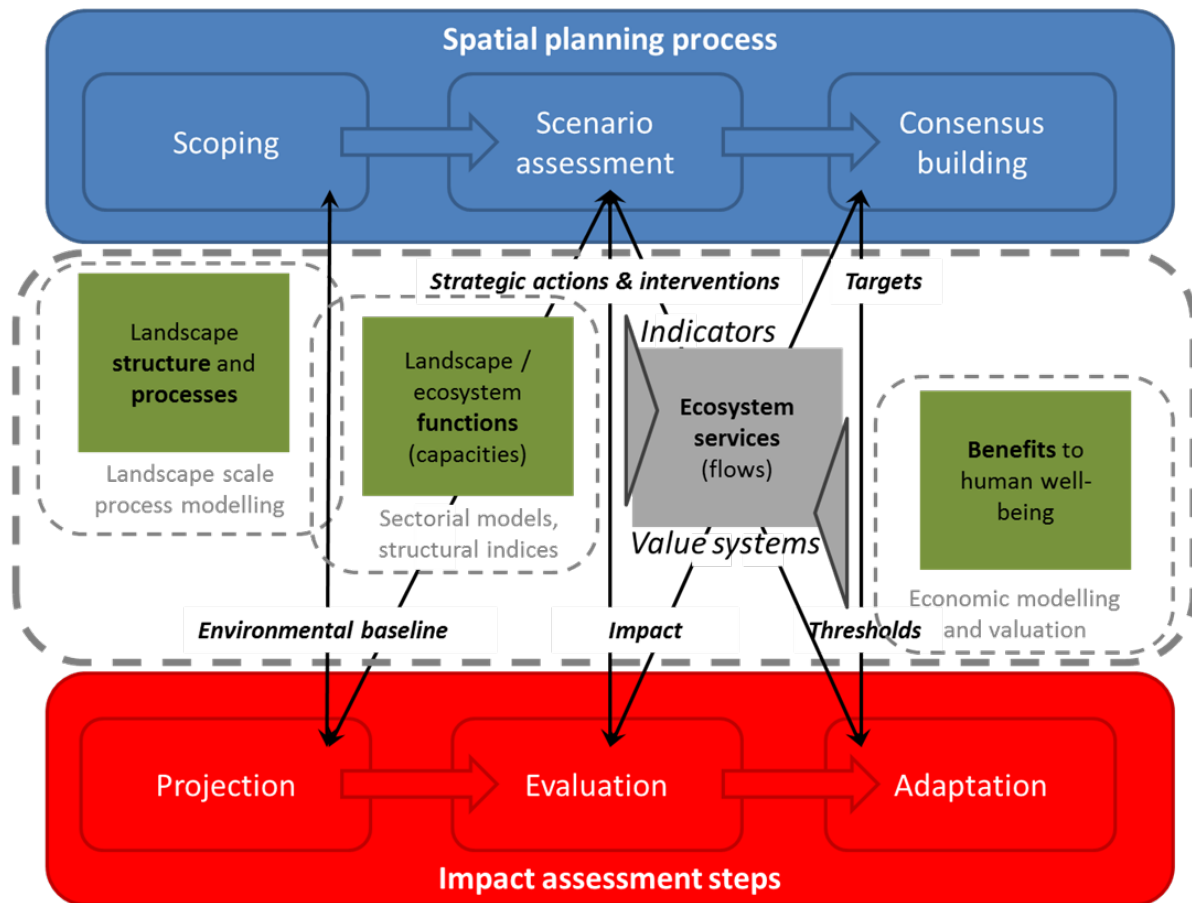 Spatial planning process
Scoping
Scenario
assessment
Consensus
building
Strategic actions & interventions
Targets
Landscape
structure and
processes
Landscape scale
process modelling
Landscape /
ecosystem
functions
(capacities)
Sectorial models,
structural indices
Indicators
Ecosystem
services
(flows)
Value systems
Benefits to
human well-
being
Economic modelling
and valuation
Environmental baseline
Impact
Thresholds
Projection
Evaluation
Adaptation
Impact assessment steps